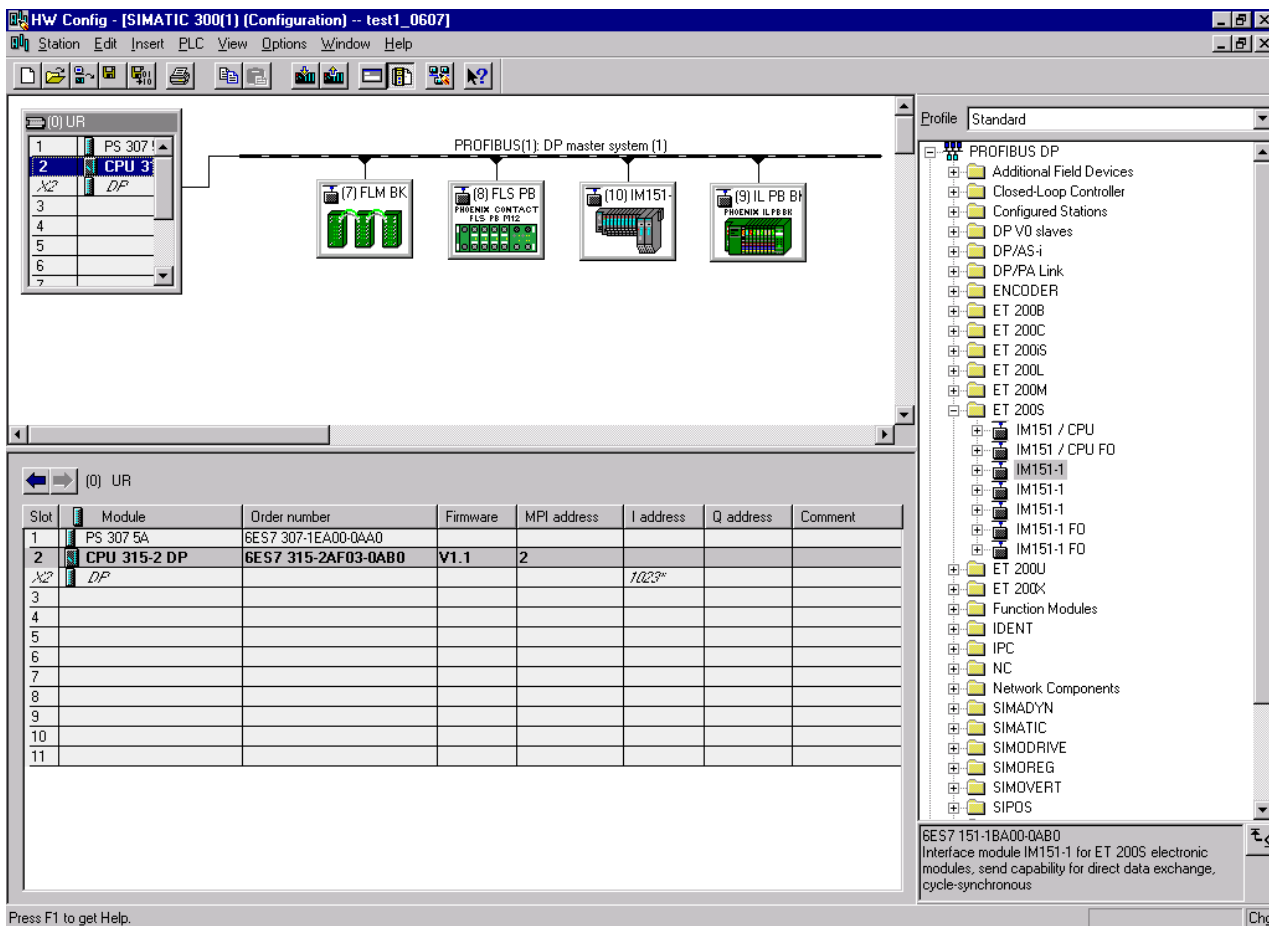 HW Config - [SIMATIC 300(1) (Configuration) -- test1_0607]
Station Edit Insert PLC View Options Window Help
(0) UR
1 PS 307
2 CPU 31
X2 DP
3
4
5
6
7
PROFIBUS(1): DP master system (1)
(7) FLM BK
(8) FLS PB
PHOENIX CONTACT
FLS PB M12
(10) IM151-
(9) IL PB BK
PHOENIX IL PB BK
Profile Standard
PROFIBUS DP
Additional Field Devices
Closed-Loop Controller
Configured Stations
DP V0 slaves
DP/AS-i
DP/PA Link
ENCODER
ET 200B
ET 200C
ET 200iS
ET 200L
ET 200M
ET 200S
IM151 / CPU
IM151 / CPU FO
IM151-1
IM151-1
IM151-1
IM151-1 FO
IM151-1 FO
ET 200U
ET 200X
Function Modules
IDENT
IPC
NC
Network Components
SIMADYN
SIMATIC
SIMODRIVE
SIMOREG
SIMOVERT
SIPOS
(0) UR
Slot Module Order number Firmware MPI address I address Q address Comment
1 PS 307 5A 6ES7 307-1EA00-0AA0
2 CPU 315-2 DP 6ES7 315-2AF03-0AB0 V1.1 2
X2 DP 1023*
3
4
5
6
7
8
9
10
11
6ES7 151-1BA00-0AB0
Interface module IM151-1 for ET 200S electronic
modules, send capability for direct data exchange,
cycle-synchronous
Press F1 to get Help.
Chg